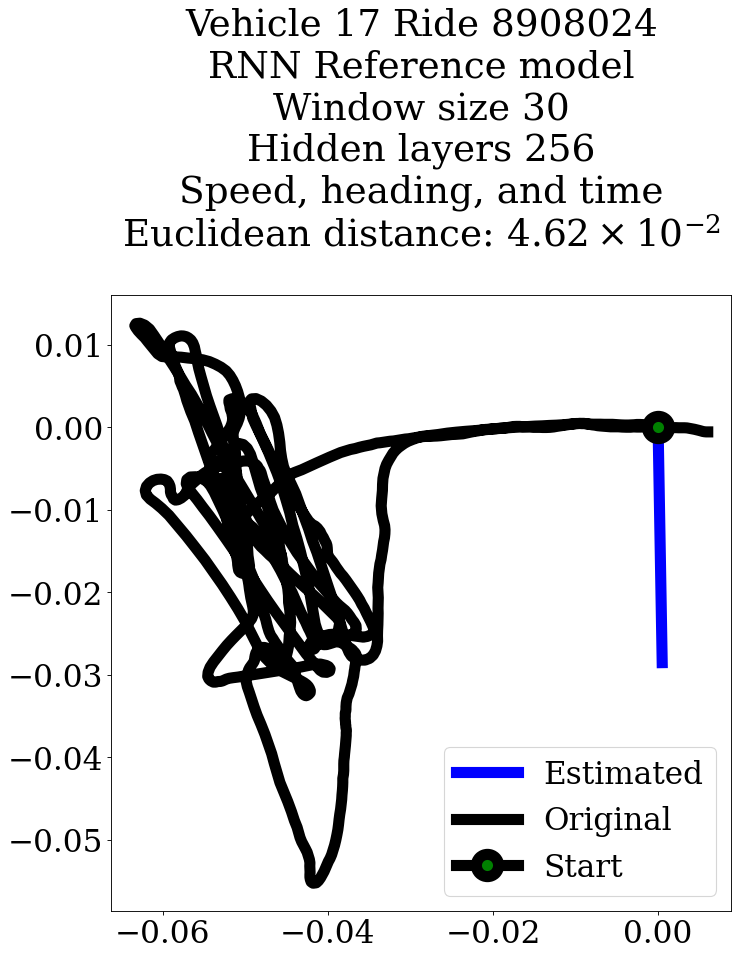 Vehicle 17 Ride 8908024
RNN Reference model
Window size 30
Hidden layers 256
Speed, heading, and time
Euclidean distance: 4.62 × 10⁻²
0.01
0.00
−0.01
−0.02
−0.03
−0.04
−0.05
Estimated
Original
Start
−0.06 −0.04 −0.02 0.00